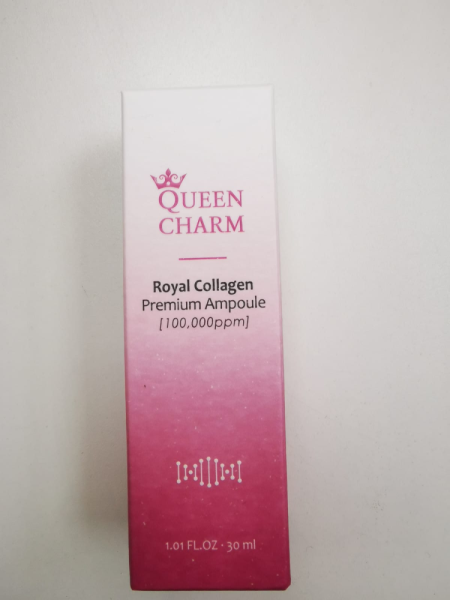 QUEEN
CHARM
Royal Collagen
Premium Ampoule
[100,000ppm]
1.01 FL.OZ · 30 ml